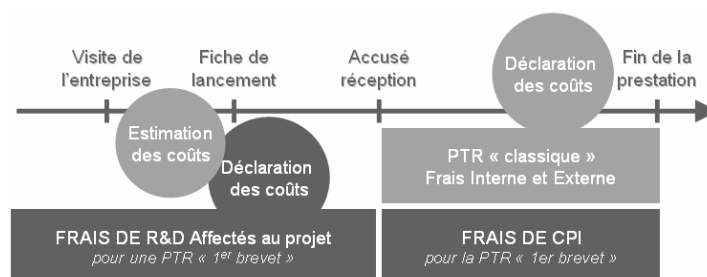 Visite de
l'entreprise
Fiche de
lancement
Accusé
réception
Déclaration
des coûts
Fin de la
prestation
Estimation
des coûts
Déclaration
des coûts
PTR « classique »
Frais Interne et Externe
FRAIS DE R&D Affectés au projet
pour une PTR « 1er brevet »
FRAIS DE CPI
pour la PTR « 1er brevet »